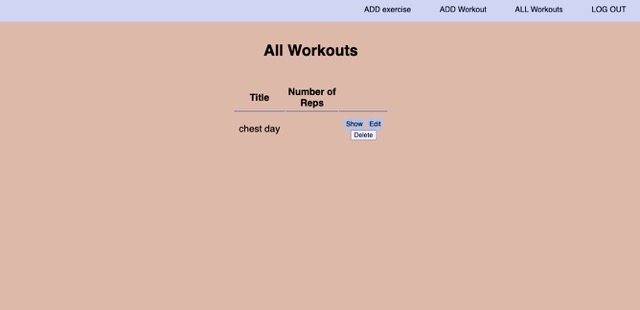 ADD exercise ADD Workout ALL Workouts LOG OUT
All Workouts
Title Number of
Reps
chest day Show Edit
Delete